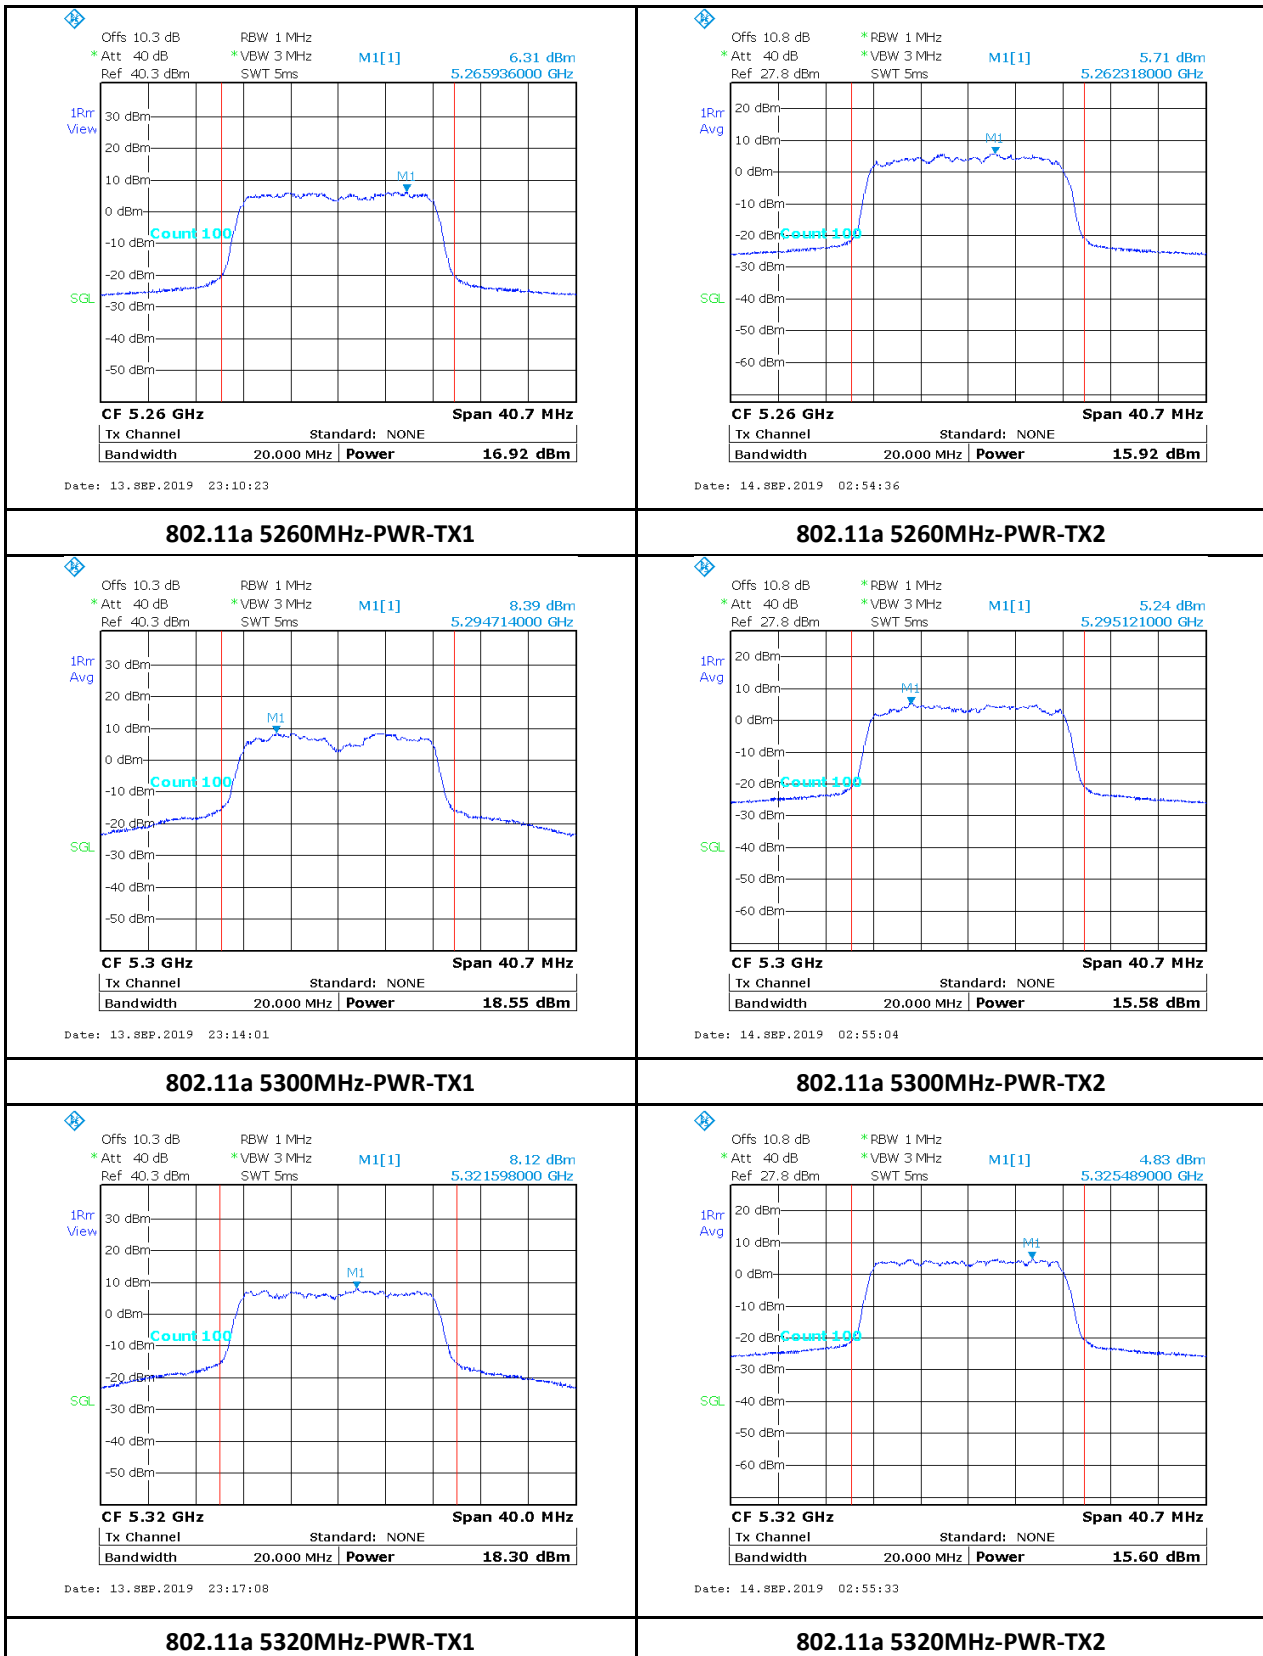 Offs 10.3 dB RBW 1 MHz
* Att 40 dB * VBW 3 MHz M1[1] 6.31 dBm
Ref 40.3 dBm SWT 5ms 5.265936000 GHz
1Rm
View
30 dBm
20 dBm
10 dBm
M1
0 dBm
Count 100
-10 dBm
-20 dBm
SGL
-30 dBm
-40 dBm
-50 dBm
CF 5.26 GHz Span 40.7 MHz
Tx Channel Standard: NONE
Bandwidth 20.000 MHz Power 16.92 dBm
Date: 13.SEP.2019 23:10:23
802.11a 5260MHz-PWR-TX1
Offs 10.8 dB * RBW 1 MHz
* Att 40 dB * VBW 3 MHz M1[1] 5.71 dBm
Ref 27.8 dBm SWT 5ms 5.262318000 GHz
1Rm
Avg
20 dBm
10 dBm
M1
0 dBm
-10 dBm
-20 dBm
Count 100
-30 dBm
SGL
-40 dBm
-50 dBm
-60 dBm
CF 5.26 GHz Span 40.7 MHz
Tx Channel Standard: NONE
Bandwidth 20.000 MHz Power 15.92 dBm
Date: 14.SEP.2019 02:54:36
802.11a 5260MHz-PWR-TX2
Offs 10.3 dB RBW 1 MHz
* Att 40 dB * VBW 3 MHz M1[1] 8.39 dBm
Ref 40.3 dBm SWT 5ms 5.294714000 GHz
1Rm
Avg
30 dBm
20 dBm
M1
10 dBm
0 dBm
Count 100
-10 dBm
-20 dBm
SGL
-30 dBm
-40 dBm
-50 dBm
CF 5.3 GHz Span 40.7 MHz
Tx Channel Standard: NONE
Bandwidth 20.000 MHz Power 18.55 dBm
Date: 13.SEP.2019 23:14:01
802.11a 5300MHz-PWR-TX1
Offs 10.8 dB * RBW 1 MHz
* Att 40 dB * VBW 3 MHz M1[1] 5.24 dBm
Ref 27.8 dBm SWT 5ms 5.295121000 GHz
1Rm
Avg
20 dBm
10 dBm
M1
0 dBm
-10 dBm
-20 dBm
Count 100
-30 dBm
SGL
-40 dBm
-50 dBm
-60 dBm
CF 5.3 GHz Span 40.7 MHz
Tx Channel Standard: NONE
Bandwidth 20.000 MHz Power 15.58 dBm
Date: 14.SEP.2019 02:55:04
802.11a 5300MHz-PWR-TX2
Offs 10.3 dB RBW 1 MHz
* Att 40 dB * VBW 3 MHz M1[1] 8.12 dBm
Ref 40.3 dBm SWT 5ms 5.321598000 GHz
1Rm
View
30 dBm
20 dBm
M1
10 dBm
0 dBm
Count 100
-10 dBm
-20 dBm
SGL
-30 dBm
-40 dBm
-50 dBm
CF 5.32 GHz Span 40.0 MHz
Tx Channel Standard: NONE
Bandwidth 20.000 MHz Power 18.30 dBm
Date: 13.SEP.2019 23:17:08
802.11a 5320MHz-PWR-TX1
Offs 10.8 dB * RBW 1 MHz
* Att 40 dB * VBW 3 MHz M1[1] 4.83 dBm
Ref 27.8 dBm SWT 5ms 5.325489000 GHz
1Rm
Avg
20 dBm
10 dBm
M1
0 dBm
-10 dBm
-20 dBm
Count 100
-30 dBm
SGL
-40 dBm
-50 dBm
-60 dBm
CF 5.32 GHz Span 40.7 MHz
Tx Channel Standard: NONE
Bandwidth 20.000 MHz Power 15.60 dBm
Date: 14.SEP.2019 02:55:33
802.11a 5320MHz-PWR-TX2